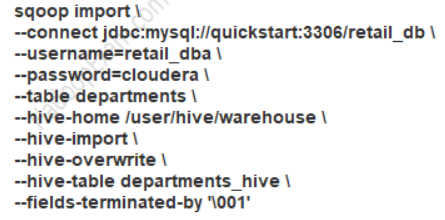 sqoop import \
--connect jdbc:mysql://quickstart:3306/retail_db \
--username=retail_dba \
--password=cloudera \
--table departments \
--hive-home /user/hive/warehouse \
--hive-import \
--hive-overwrite \
--hive-table departments_hive \
--fields-terminated-by '\001'